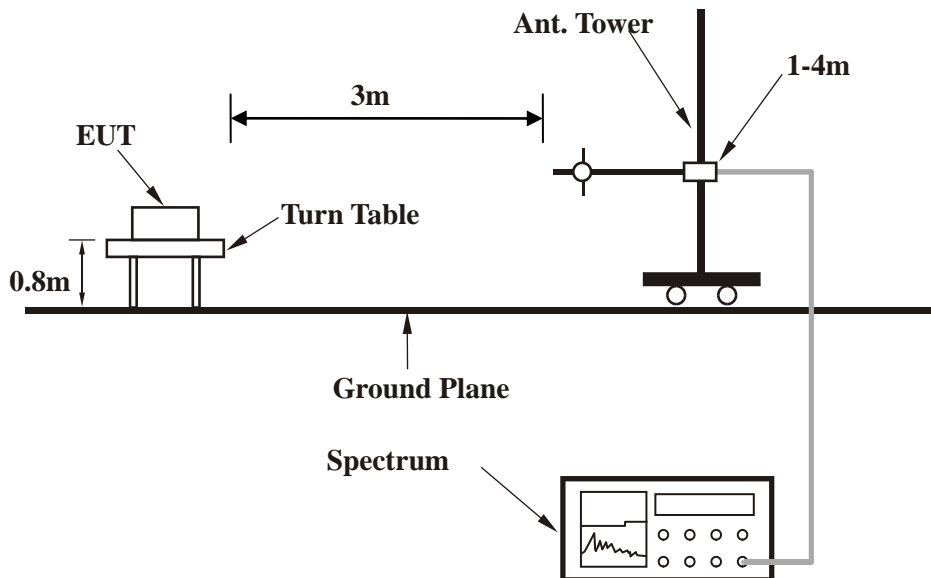 Ant. Tower
1-4m
3m
EUT
Turn Table
0.8m
Ground Plane
Spectrum